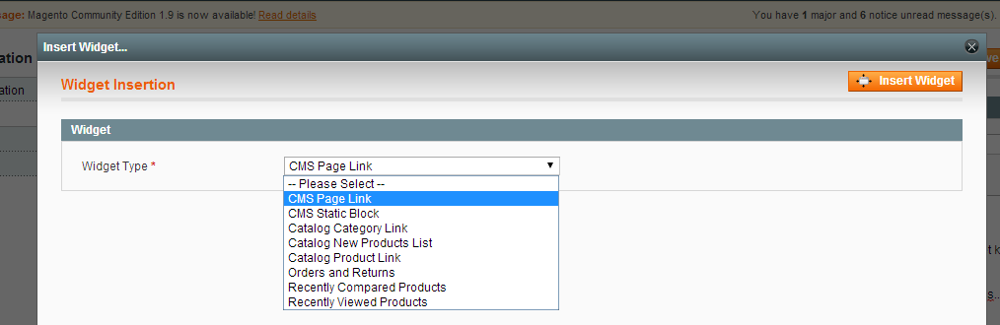 sage: Magento Community Edition 1.9 is now available! Read details
You have 1 major and 6 notice unread message(s).
Insert Widget...
ation
Widget Insertion
Insert Widget
ation
Widget
Widget Type *
CMS Page Link
-- Please Select --
CMS Page Link
CMS Static Block
Catalog Category Link
Catalog New Products List
Catalog Product Link
Orders and Returns
Recently Compared Products
Recently Viewed Products